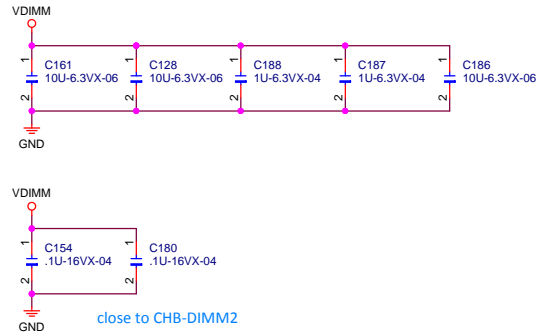 VDIMM
1 C161 1 C128 1 C188 1 C187 1 C186
10U-6.3VX-06 10U-6.3VX-06 1U-6.3VX-04 1U-6.3VX-04 10U-6.3VX-06
2 2 2 2 2
GND
VDIMM
1 C154 1 C180
.1U-16VX-04 .1U-16VX-04
2 2
close to CHB-DIMM2
GND